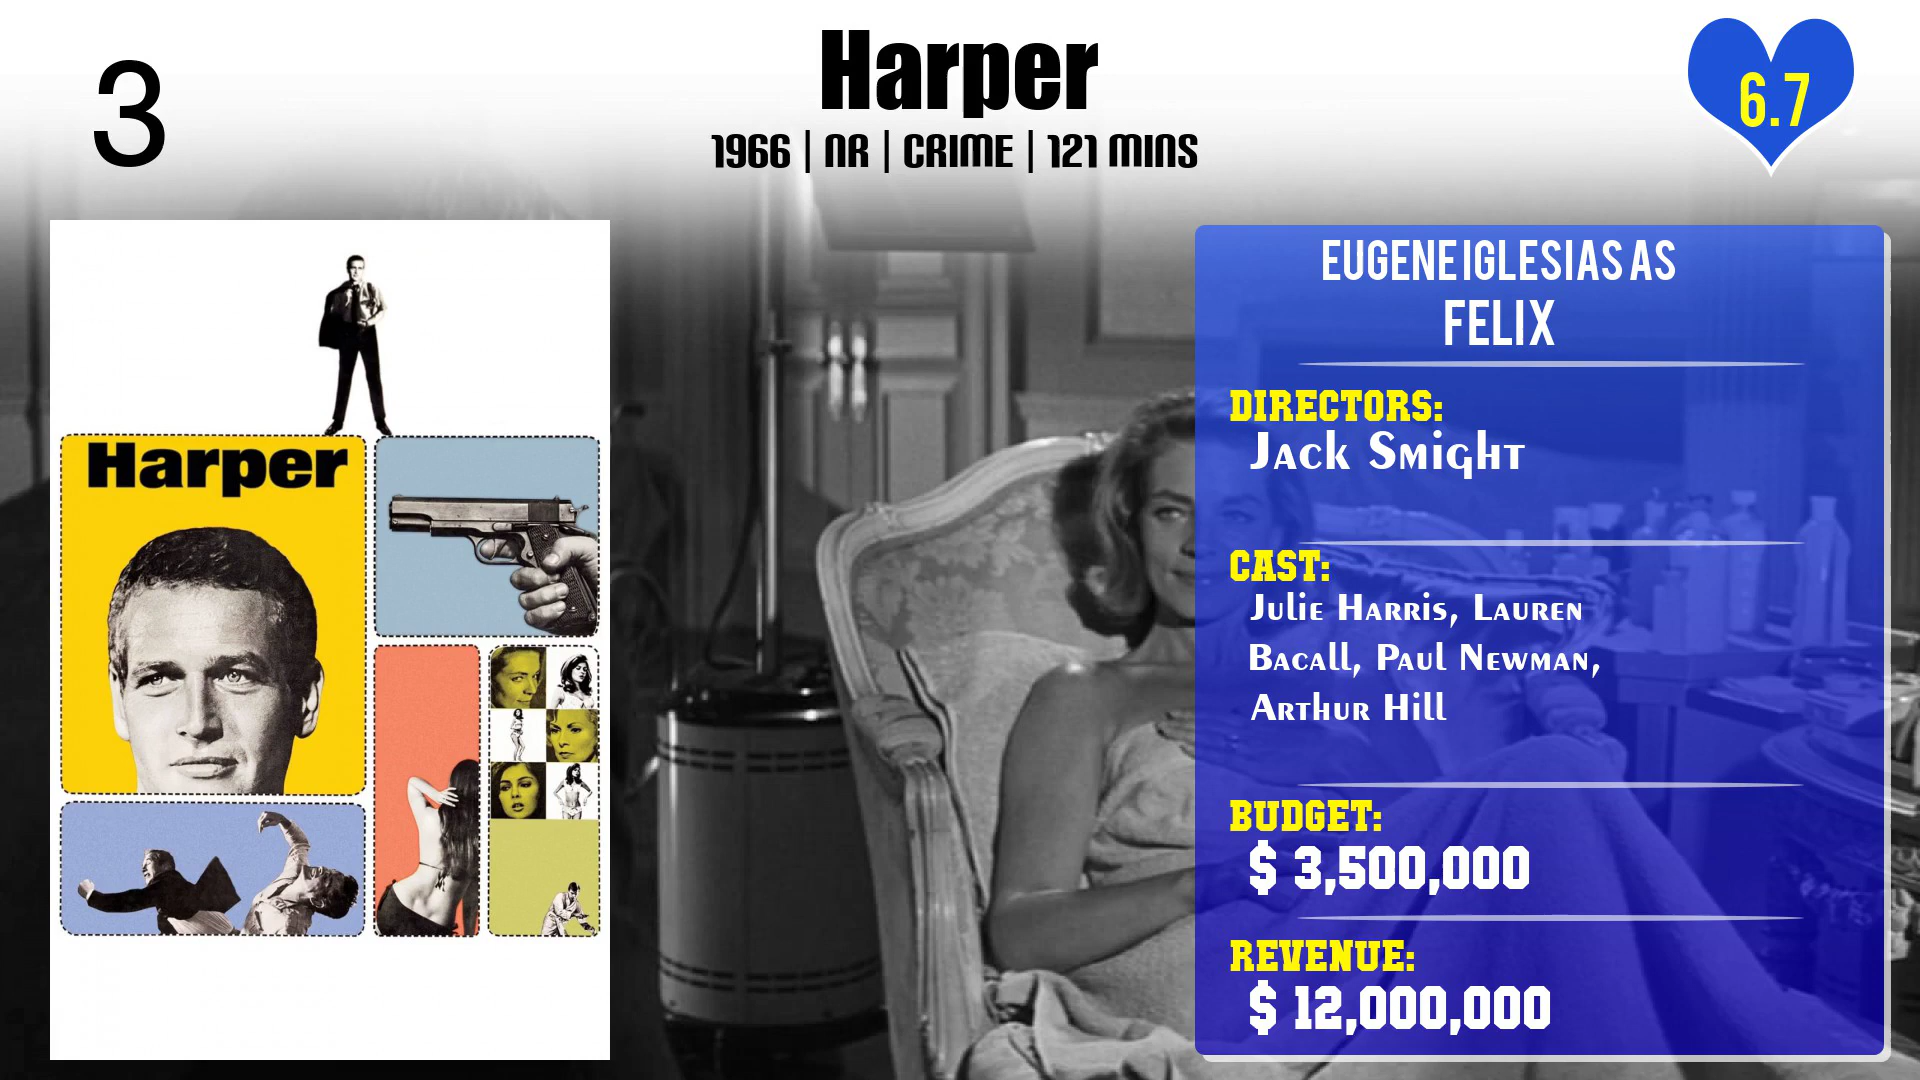 3
Harper
1966 | NR | CRIME | 121 MINS
6.7
Harper
EUGENE IGLESIAS AS
FELIX
DIRECTORS:
Jack Smight
CAST:
Julie Harris, Lauren
Bacall, Paul Newman,
Arthur Hill
BUDGET:
$ 3,500,000
REVENUE:
$ 12,000,000